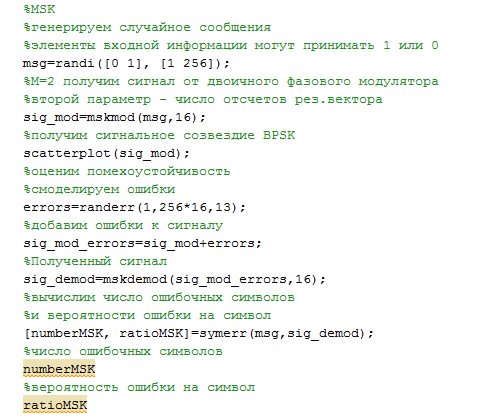 %MSK
%генерируем случайное сообщения
%элементы входной информации могут принимать 1 или 0
msg=randi([0 1], [1 256]);
%M=2 получим сигнал от двоичного фазового модулятора
%второй параметр - число отсчетов рез.вектора
sig_mod=mskmod(msg,16);
%получим сигнальное созвездие BPSK
scatterplot(sig_mod);
%оценим помехоустойчивость
%смоделируем ошибки
errors=randerr(1,256*16,13);
%добавим ошибки к сигналу
sig_mod_errors=sig_mod+errors;
%Полученный сигнал
sig_demod=mskdemod(sig_mod_errors,16);
%вычислим число ошибочных символов
%и вероятности ошибки на символ
[numberMSK, ratioMSK]=symerr(msg,sig_demod);
%число ошибочных символов
numberMSK
%вероятность ошибки на символ
ratioMSK